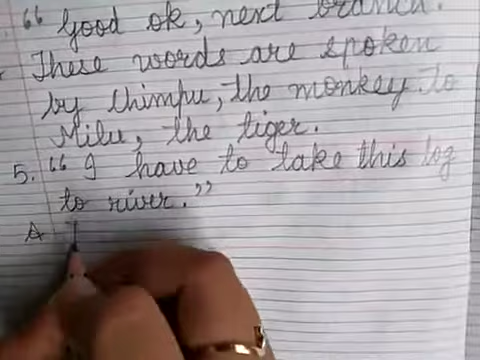 "Good ok, next branch.
These words are spoken
by Chimpu, the monkey to
Milu, the tiger.
5. "I have to take this log
to river."
A